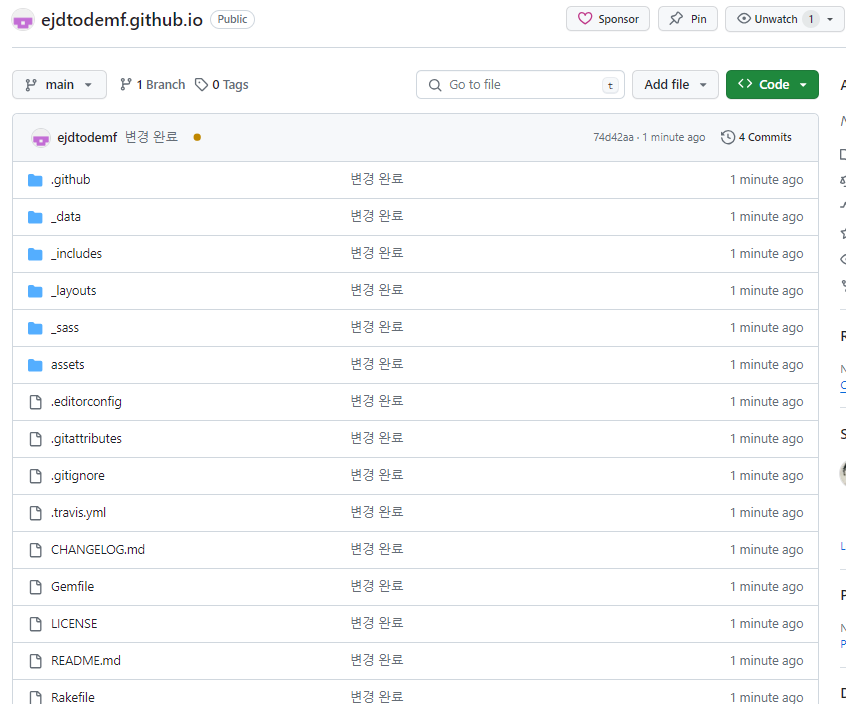 ejdtodemf.github.io Public Sponsor Pin Unwatch 1
main 1 Branch 0 Tags Go to file t Add file Code
ejdtodemf 변경 완료 74d42aa · 1 minute ago 4 Commits
.github 변경 완료 1 minute ago
_data 변경 완료 1 minute ago
_includes 변경 완료 1 minute ago
_layouts 변경 완료 1 minute ago
_sass 변경 완료 1 minute ago
assets 변경 완료 1 minute ago
.editorconfig 변경 완료 1 minute ago
.gitattributes 변경 완료 1 minute ago
.gitignore 변경 완료 1 minute ago
.travis.yml 변경 완료 1 minute ago
CHANGELOG.md 변경 완료 1 minute ago
Gemfile 변경 완료 1 minute ago
LICENSE 변경 완료 1 minute ago
README.md 변경 완료 1 minute ago
Rakefile 변경 완료 1 minute ago